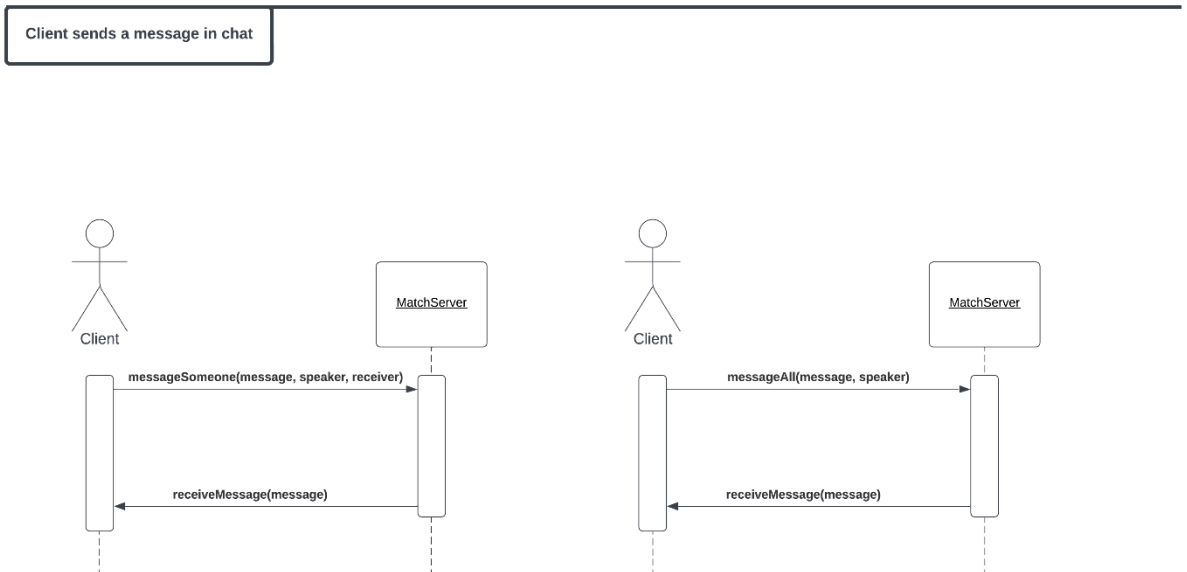 Client sends a message in chat
Client
MatchServer
messageSomeone(message, speaker, receiver)
receiveMessage(message)
Client
MatchServer
messageAll(message, speaker)
receiveMessage(message)